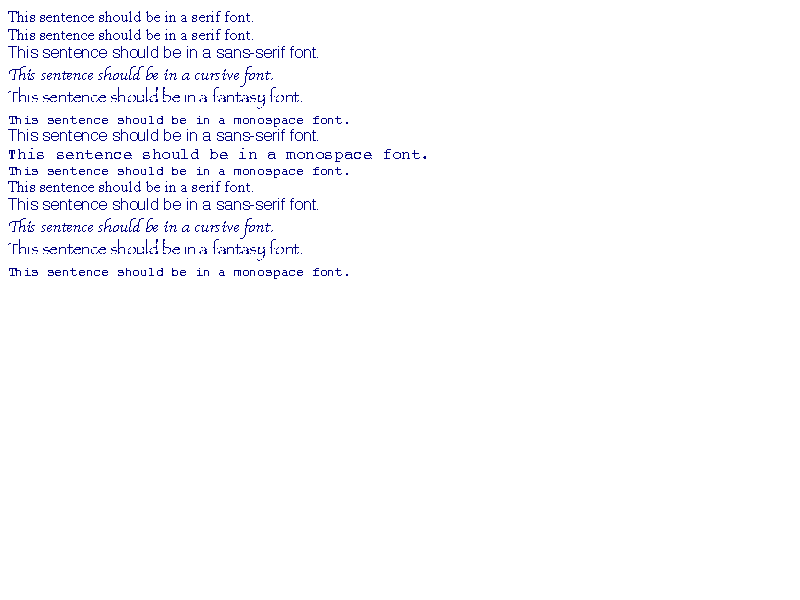 This sentence should be in a serif font.
This sentence should be in a serif font.
This sentence should be in a sans-serif font.
This sentence should be in a cursive font.
This sentence should be in a fantasy font.
This sentence should be in a monospace font.
This sentence should be in a sans-serif font.
This sentence should be in a monospace font.
This sentence should be in a monospace font.
This sentence should be in a serif font.
This sentence should be in a sans-serif font.
This sentence should be in a cursive font.
This sentence should be in a fantasy font.
This sentence should be in a monospace font.